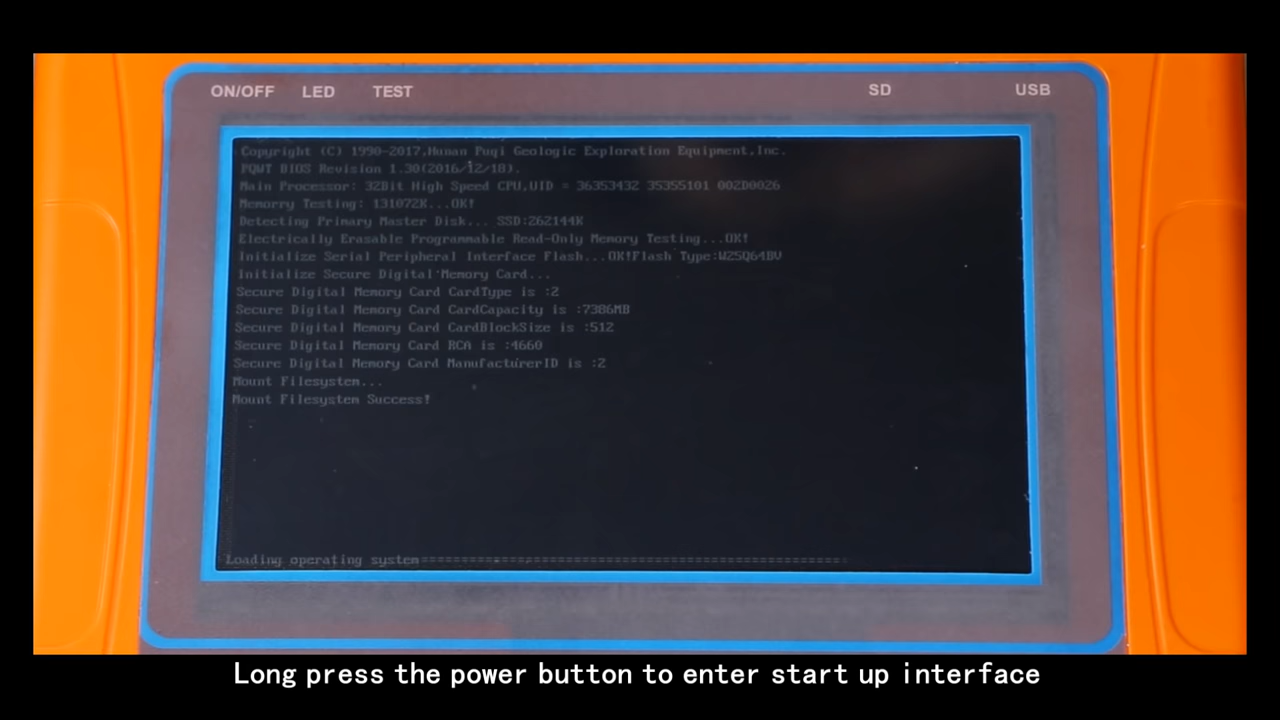 ON/OFF LED TEST SD USB
Copyright (C) 1990-2017,Hunan Puqi Geologic Exploration Equipment,Inc.
PQWT BIOS Revision 1.30(2016/12/18).
Main Processor: 32Bit High Speed CPU,UID = 36353432 35355101 002D0026
Memorry Testing: 131072K...OK!
Detecting Primary Master Disk... SSD:262144K
Electrically Erasable Programmable Read-Only Memory Testing...OK!
Initialize Serial Peripheral Interface Flash...OK!Flash Type:W25Q64BV
Initialize Secure Digital Memory Card...
Secure Digital Memory Card CardType is :2
Secure Digital Memory Card CardCapacity is :7386MB
Secure Digital Memory Card CardBlockSize is :512
Secure Digital Memory Card RCA is :4660
Secure Digital Memory Card ManufacturerID is :2
Mount Filesystem...
Mount Filesystem Success!
Loading operating system==================================================
Long press the power button to enter start up interface